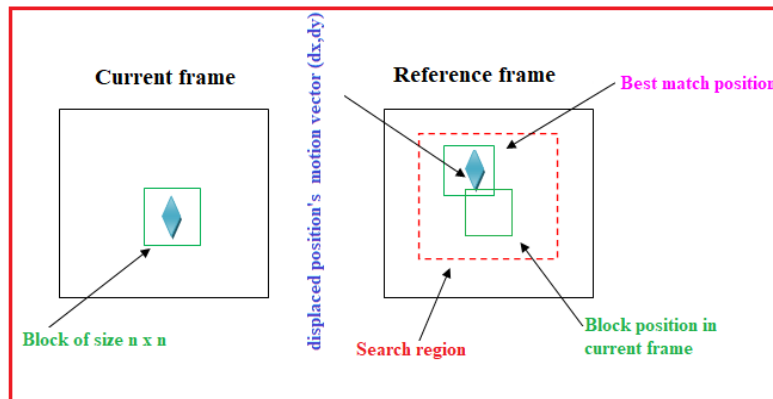 Current frame
Block of size n x n
displaced position's motion vector (dx,dy)
Reference frame
Best match position
Search region
Block position in
current frame